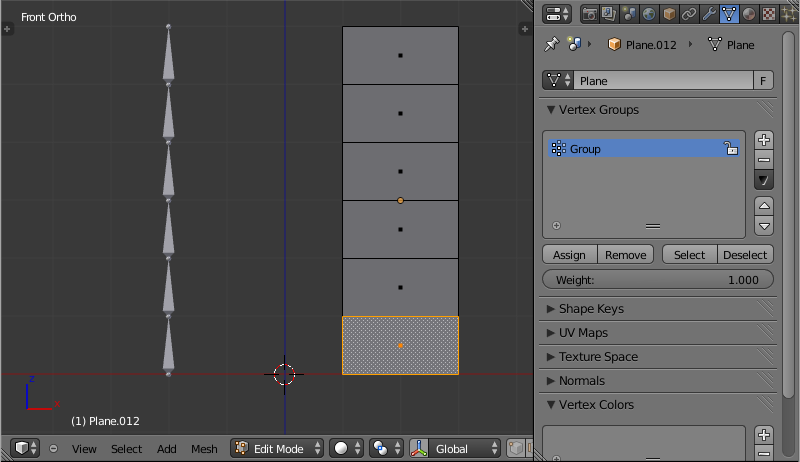 Front Ortho
Plane.012 Plane
Plane F
Vertex Groups
Group
Assign Remove Select Deselect
Weight: 1.000
Shape Keys
UV Maps
Texture Space
Normals
Vertex Colors
z
x
(1) Plane.012
View Select Add Mesh Edit Mode Global